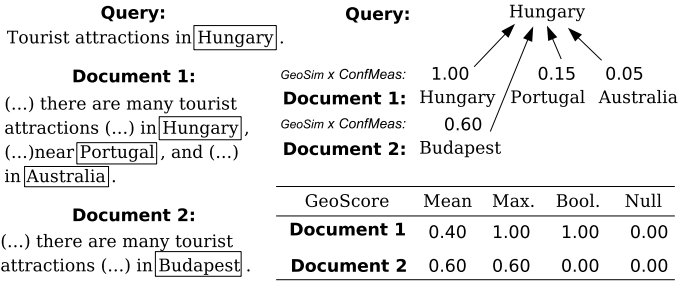 Query:
Tourist attractions in Hungary .
Document 1:
(...) there are many tourist
attractions (...) in Hungary ,
(...)near Portugal , and (...)
in Australia .
Document 2:
(...) there are many tourist
attractions (...) in Budapest .
Query: Hungary
GeoSim x ConfMeas: 1.00 0.15 0.05
Document 1: Hungary Portugal Australia
GeoSim x ConfMeas: 0.60
Document 2: Budapest
GeoScore Mean Max. Bool. Null
Document 1 0.40 1.00 1.00 0.00
Document 2 0.60 0.60 0.00 0.00